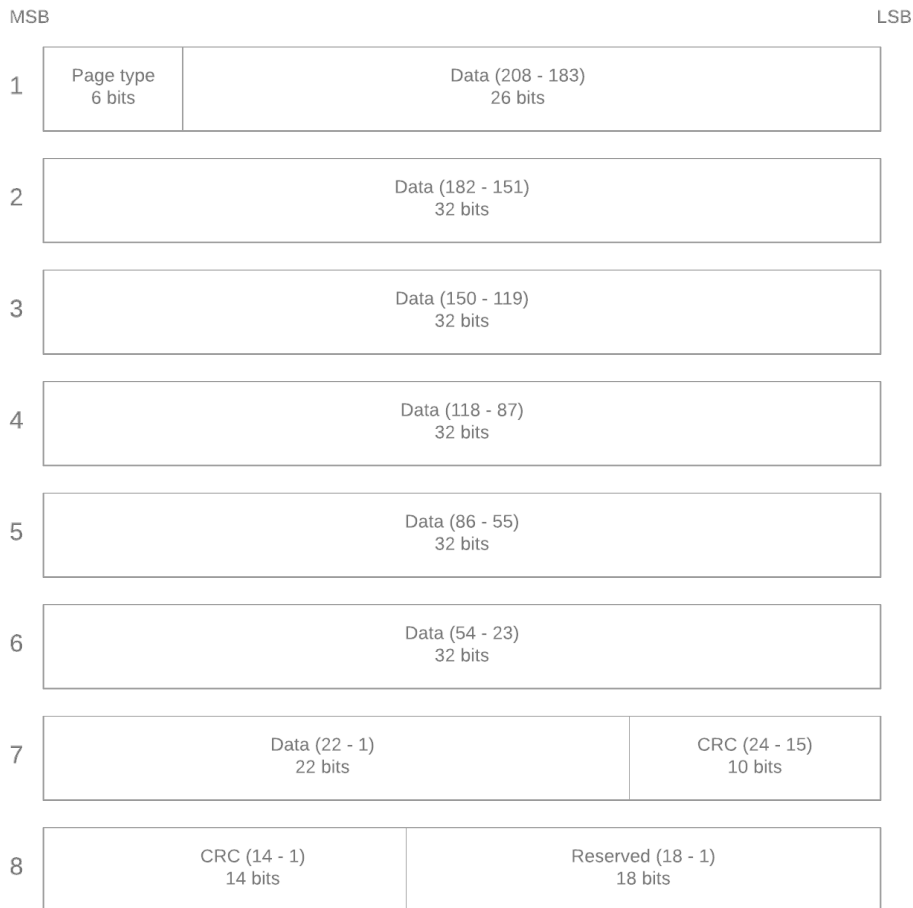 MSB LSB
1 Page type Data (208 - 183)
6 bits 26 bits
2 Data (182 - 151)
32 bits
3 Data (150 - 119)
32 bits
4 Data (118 - 87)
32 bits
5 Data (86 - 55)
32 bits
6 Data (54 - 23)
32 bits
7 Data (22 - 1) CRC (24 - 15)
22 bits 10 bits
8 CRC (14 - 1) Reserved (18 - 1)
14 bits 18 bits